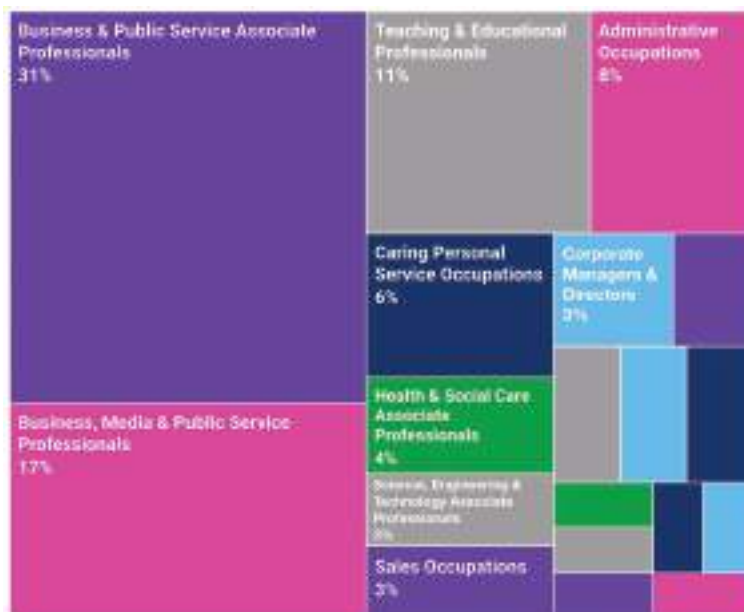 Business & Public Service Associate
Professionals
31%
Teaching & Educational
Professionals
11%
Administrative
Occupations
8%
Caring Personal
Service Occupations
6%
Corporate
Managers &
Directors
3%
Health & Social Care
Associate
Professionals
4%
Business, Media & Public Service
Professionals
17%
Science, Engineering &
Technology Associate
Professionals
3%
Sales Occupations
3%